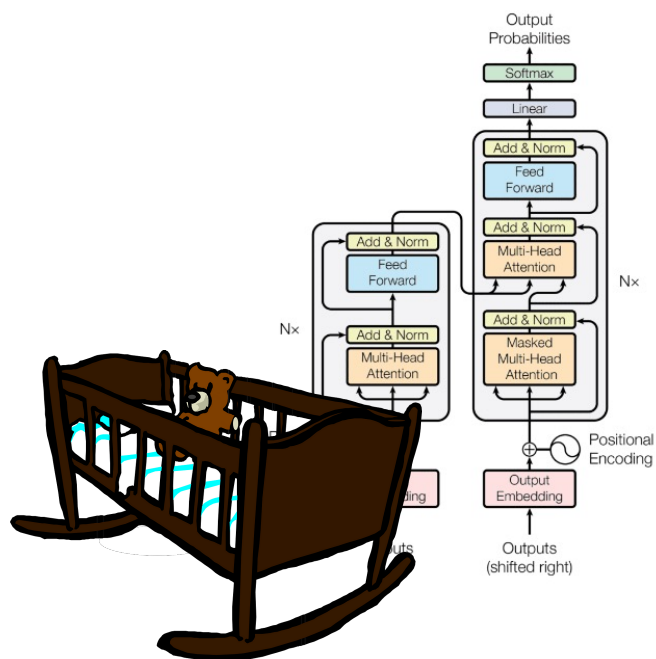 Output
Probabilities
Softmax
Linear
Add & Norm
Feed
Forward
Add & Norm
Multi-Head
Attention
Add & Norm
Masked
Multi-Head
Attention
Nx
Add & Norm
Feed
Forward
Nx
Add & Norm
Multi-Head
Attention
Positional
Encoding
Output
Embedding
Outputs
(shifted right)